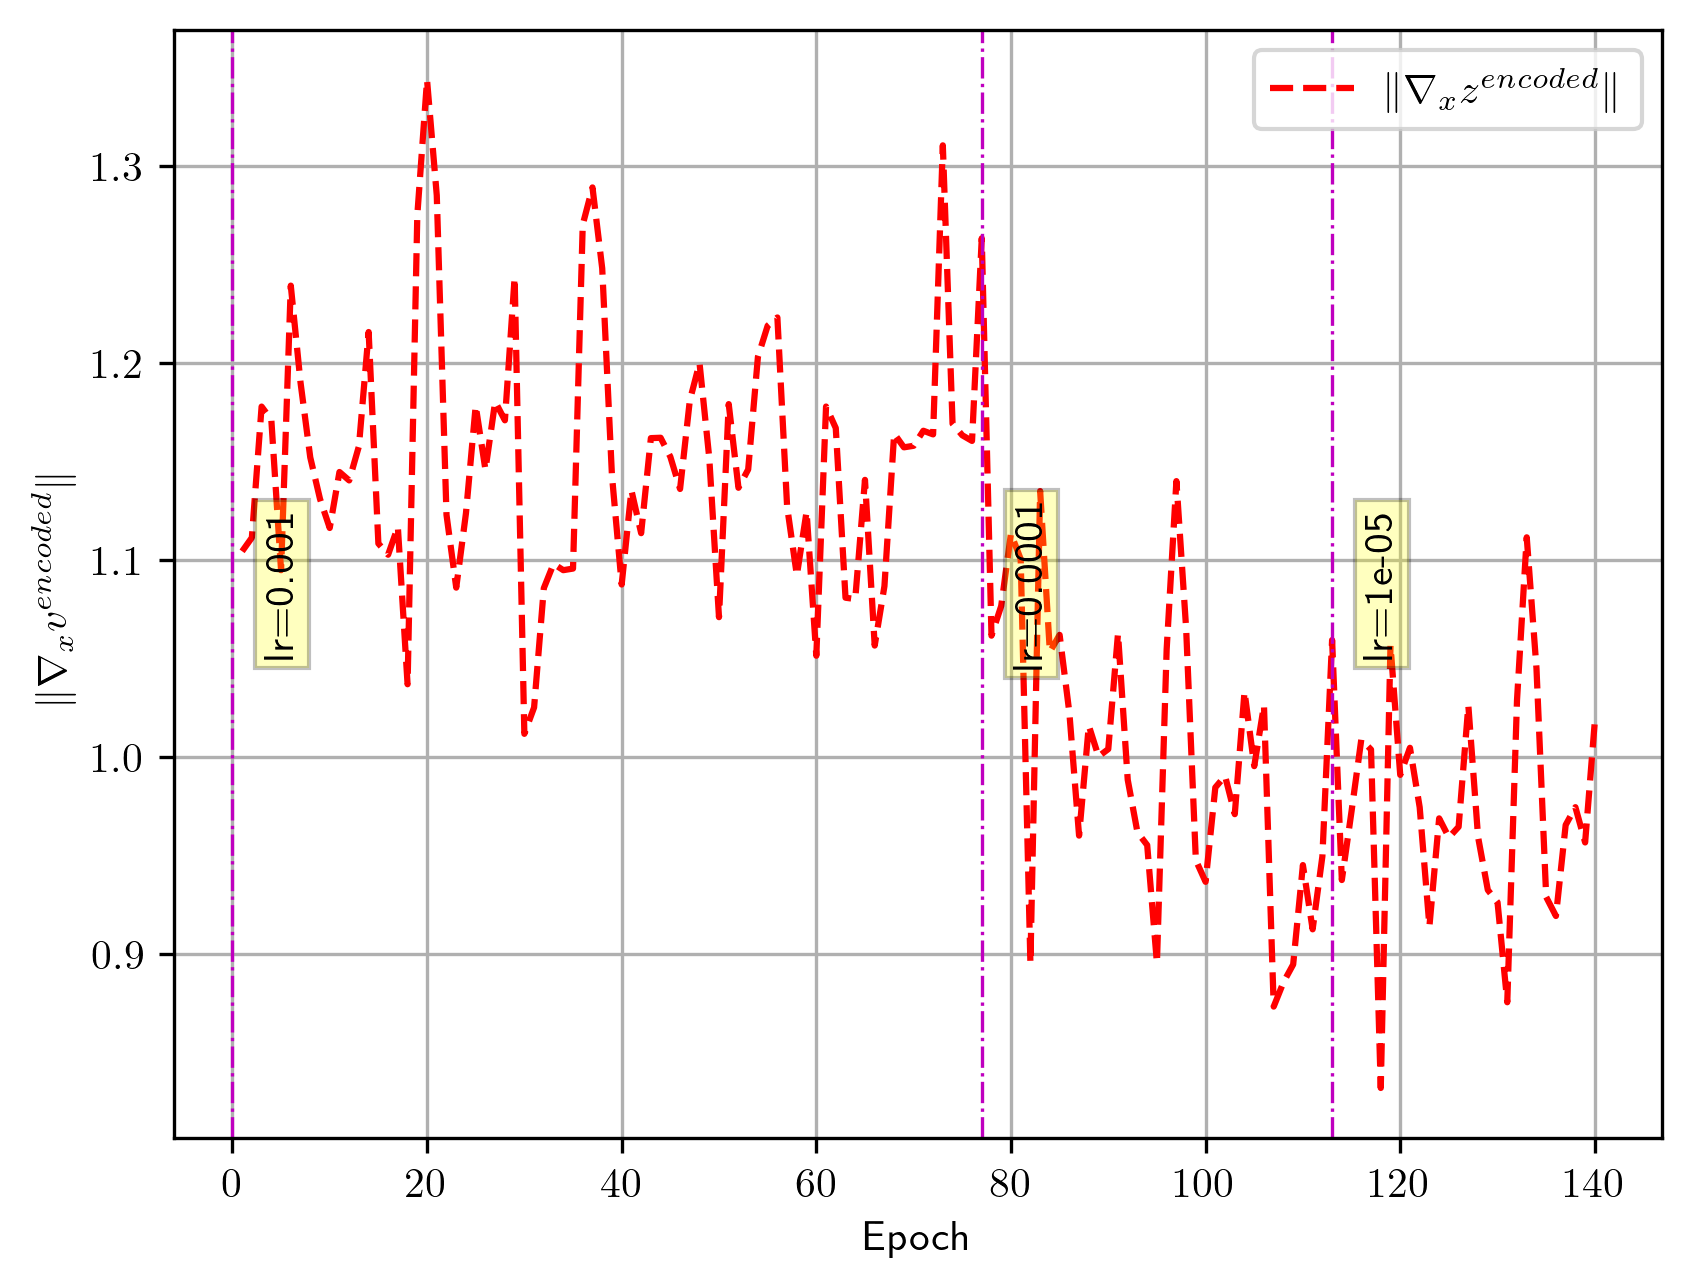 ‖∇ₓz^{encoded}‖
‖∇ₓv^{encoded}‖
1.3
1.2
1.1
1.0
0.9
lr=0.001
lr=0.0001
lr=1e-05
0 20 40 60 80 100 120 140
Epoch